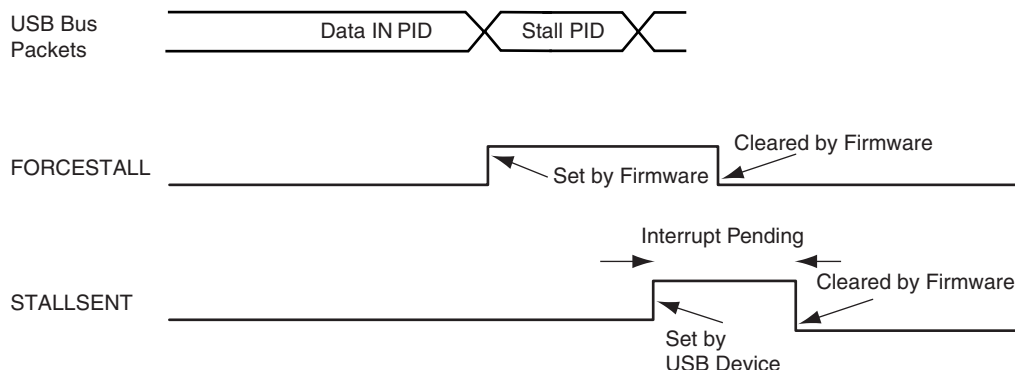 USB Bus
Packets
Data IN PID
Stall PID
FORCESTALL
Set by Firmware
Cleared by Firmware
Interrupt Pending
STALLSENT
Cleared by Firmware
Set by
USB Device